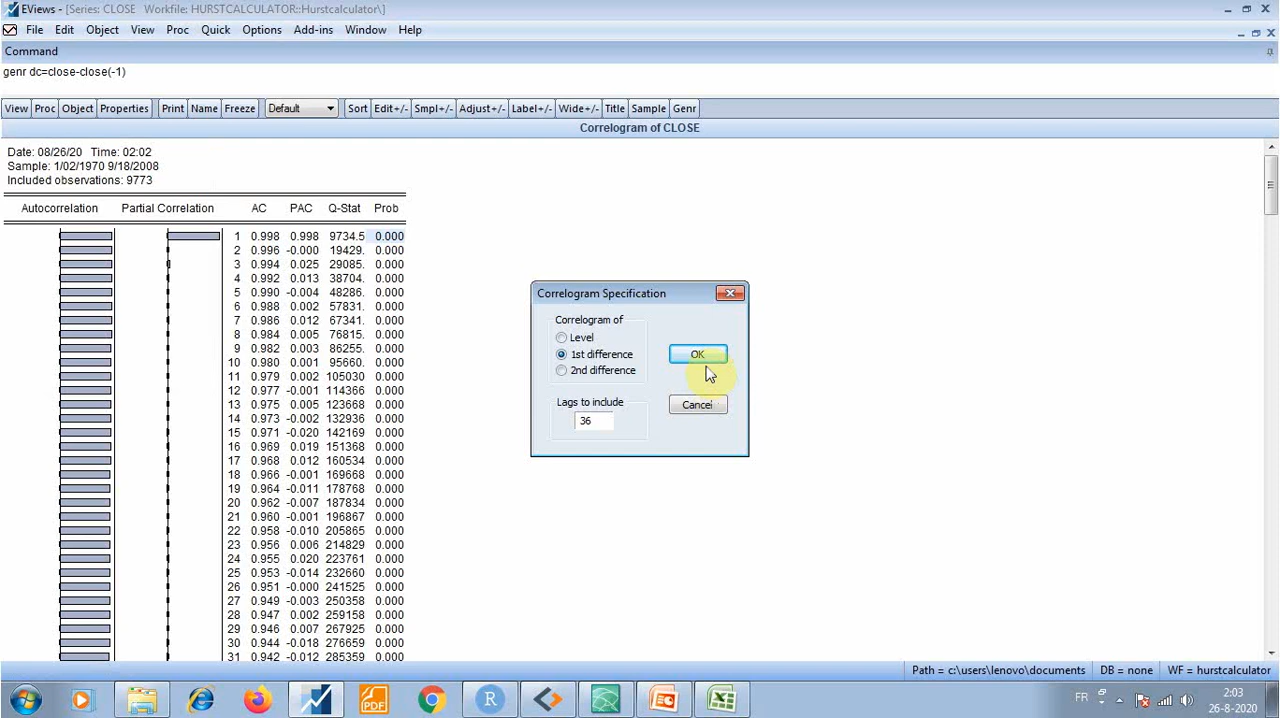 EViews - [Series: CLOSE   Workfile: HURSTCALCULATOR::Hurstcalculator\]
File Edit Object View Proc Quick Options Add-ins Window Help
Command
genr dc=close-close(-1)
View Proc Object Properties Print Name Freeze Default Sort Edit+/- Smpl+/- Adjust+/- Label+/- Wide+/- Title Sample Genr
Correlogram of CLOSE
Date: 08/26/20   Time: 02:02
Sample: 1/02/1970 9/18/2008
Included observations: 9773
Autocorrelation Partial Correlation AC PAC Q-Stat Prob
1 0.998 0.998 9734.5 0.000
2 0.996 -0.000 19429. 0.000
3 0.994 0.025 29085. 0.000
4 0.992 0.013 38704. 0.000
5 0.990 -0.004 48286. 0.000
6 0.988 0.002 57831. 0.000
7 0.986 0.012 67341. 0.000
8 0.984 0.005 76815. 0.000
9 0.982 0.003 86255. 0.000
10 0.980 0.001 95660. 0.000
11 0.979 0.002 105030 0.000
12 0.977 -0.001 114366 0.000
13 0.975 0.005 123668 0.000
14 0.973 -0.002 132936 0.000
15 0.971 -0.020 142169 0.000
16 0.969 0.019 151368 0.000
17 0.968 0.012 160534 0.000
18 0.966 -0.001 169668 0.000
19 0.964 -0.011 178768 0.000
20 0.962 -0.007 187834 0.000
21 0.960 -0.001 196867 0.000
22 0.958 -0.010 205865 0.000
23 0.956 0.006 214829 0.000
24 0.955 0.020 223761 0.000
25 0.953 -0.014 232660 0.000
26 0.951 -0.000 241525 0.000
27 0.949 -0.003 250358 0.000
28 0.947 0.002 259158 0.000
29 0.946 0.007 267925 0.000
30 0.944 -0.018 276659 0.000
31 0.942 -0.012 285359 0.000
Correlogram Specification
Correlogram of
Level
1st difference
2nd difference
OK
Lags to include
36
Cancel
Path = c:\users\lenovo\documents DB = none WF = hurstcalculator
PDF
R
FR
2:03
26-8-2020